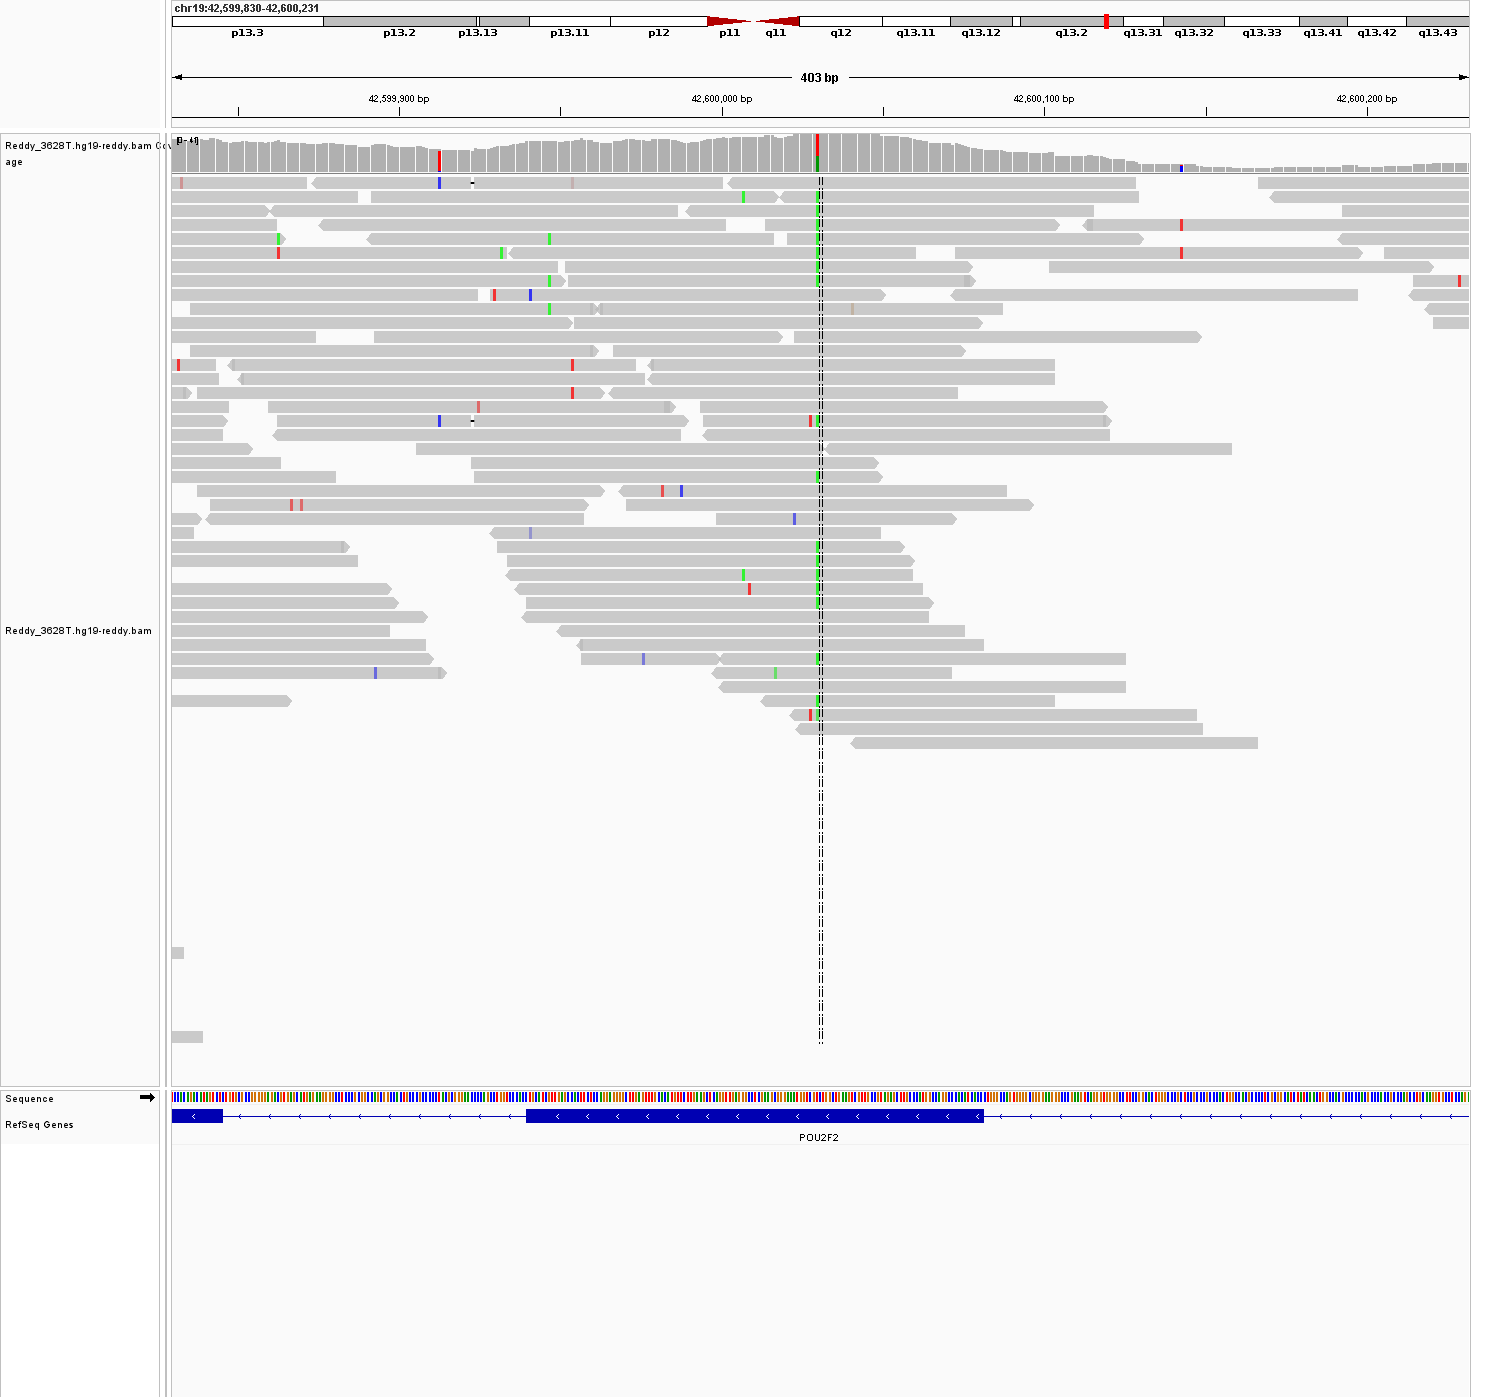 chr19:42,599,830-42,600,231
p13.3 p13.2 p13.13 p13.11 p12 p11 q11 q12 q13.11 q13.12 q13.2 q13.31 q13.32 q13.33 q13.41 q13.42 q13.43
403 bp
42,599,900 bp 42,600,000 bp 42,600,100 bp 42,600,200 bp
Reddy_3628T.hg19-reddy.bam Cov
age
[0 - 41]
Reddy_3628T.hg19-reddy.bam
Sequence
RefSeq Genes
POU2F2